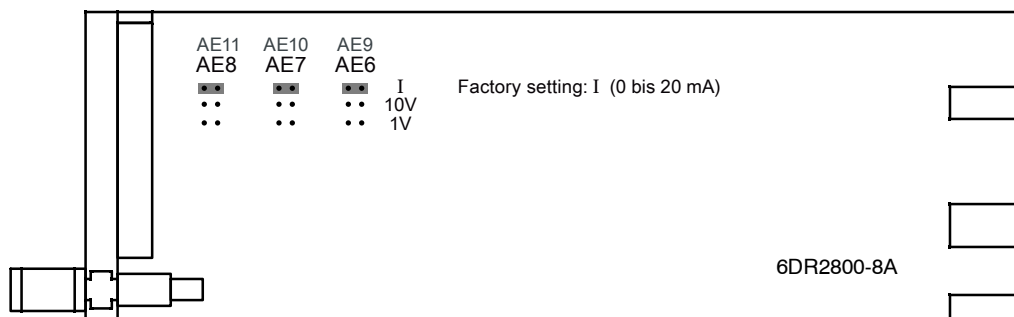 AE11 AE10 AE9
AE8 AE7 AE6
I Factory setting: I (0 bis 20 mA)
10V
1V
6DR2800-8A